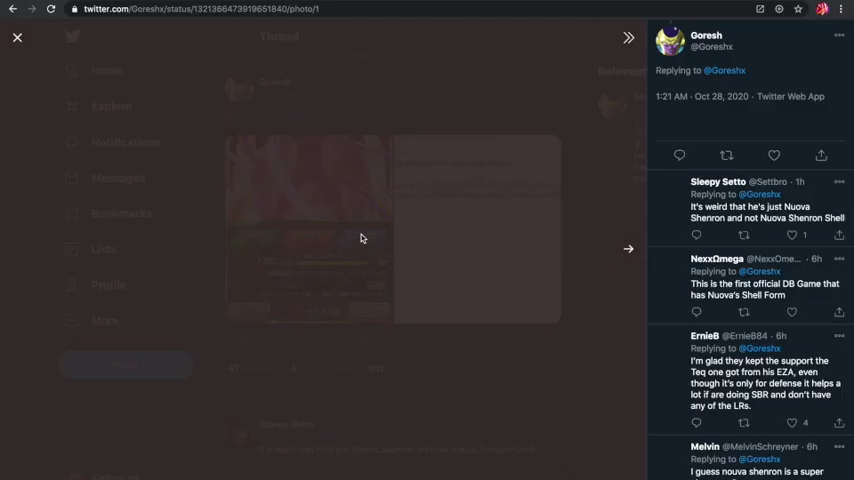 twitter.com/Goreshx/status/1321366473919651840/photo/1
Thread
Home
Explore
Notifications
Messages
Bookmarks
Lists
Profile
More
Goresh
Sleepy Setto
Goresh
@Goreshx
Replying to @Goreshx
1:21 AM · Oct 28, 2020 · Twitter Web App
Sleepy Setto @Settbro · 1h
Replying to @Goreshx
It's weird that he's just Nuova
Shenron and not Nuova Shenron Shell
1
NexxΩmega @NexxOme... · 6h
Replying to @Goreshx
This is the first official DB Game that
has Nuova's Shell Form
ErnieB @ErnieB84 · 6h
Replying to @Goreshx
I'm glad they kept the support the
Teq one got from his EZA, even
though it's only for defense it helps a
lot if are doing SBR and don't have
any of the LRs.
4
Melvin @MelvinSchreyner · 6h
Replying to @Goreshx
I guess nouva shenron is a super